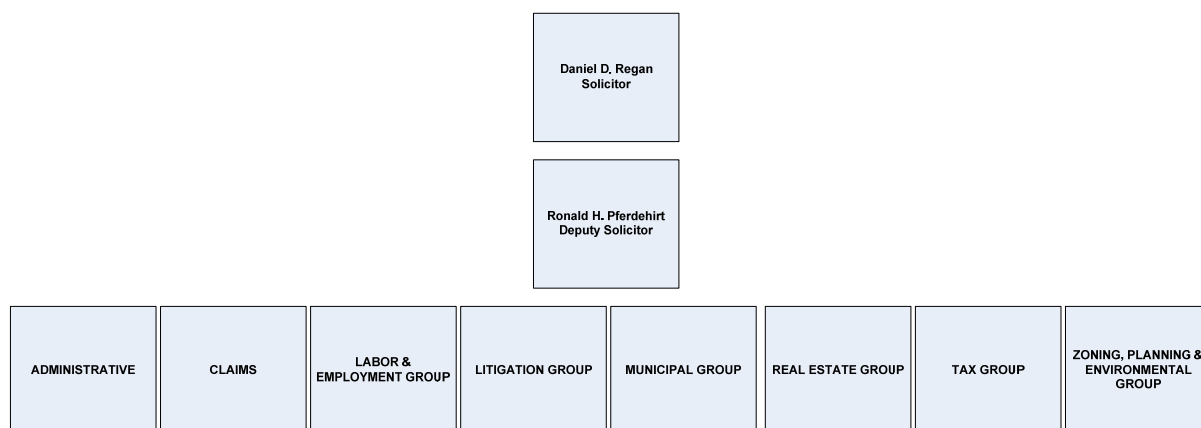 Daniel D. Regan
Solicitor
Ronald H. Pferdehirt
Deputy Solicitor
ADMINISTRATIVE
CLAIMS
LABOR &
EMPLOYMENT GROUP
LITIGATION GROUP
MUNICIPAL GROUP
REAL ESTATE GROUP
TAX GROUP
ZONING, PLANNING &
ENVIRONMENTAL
GROUP